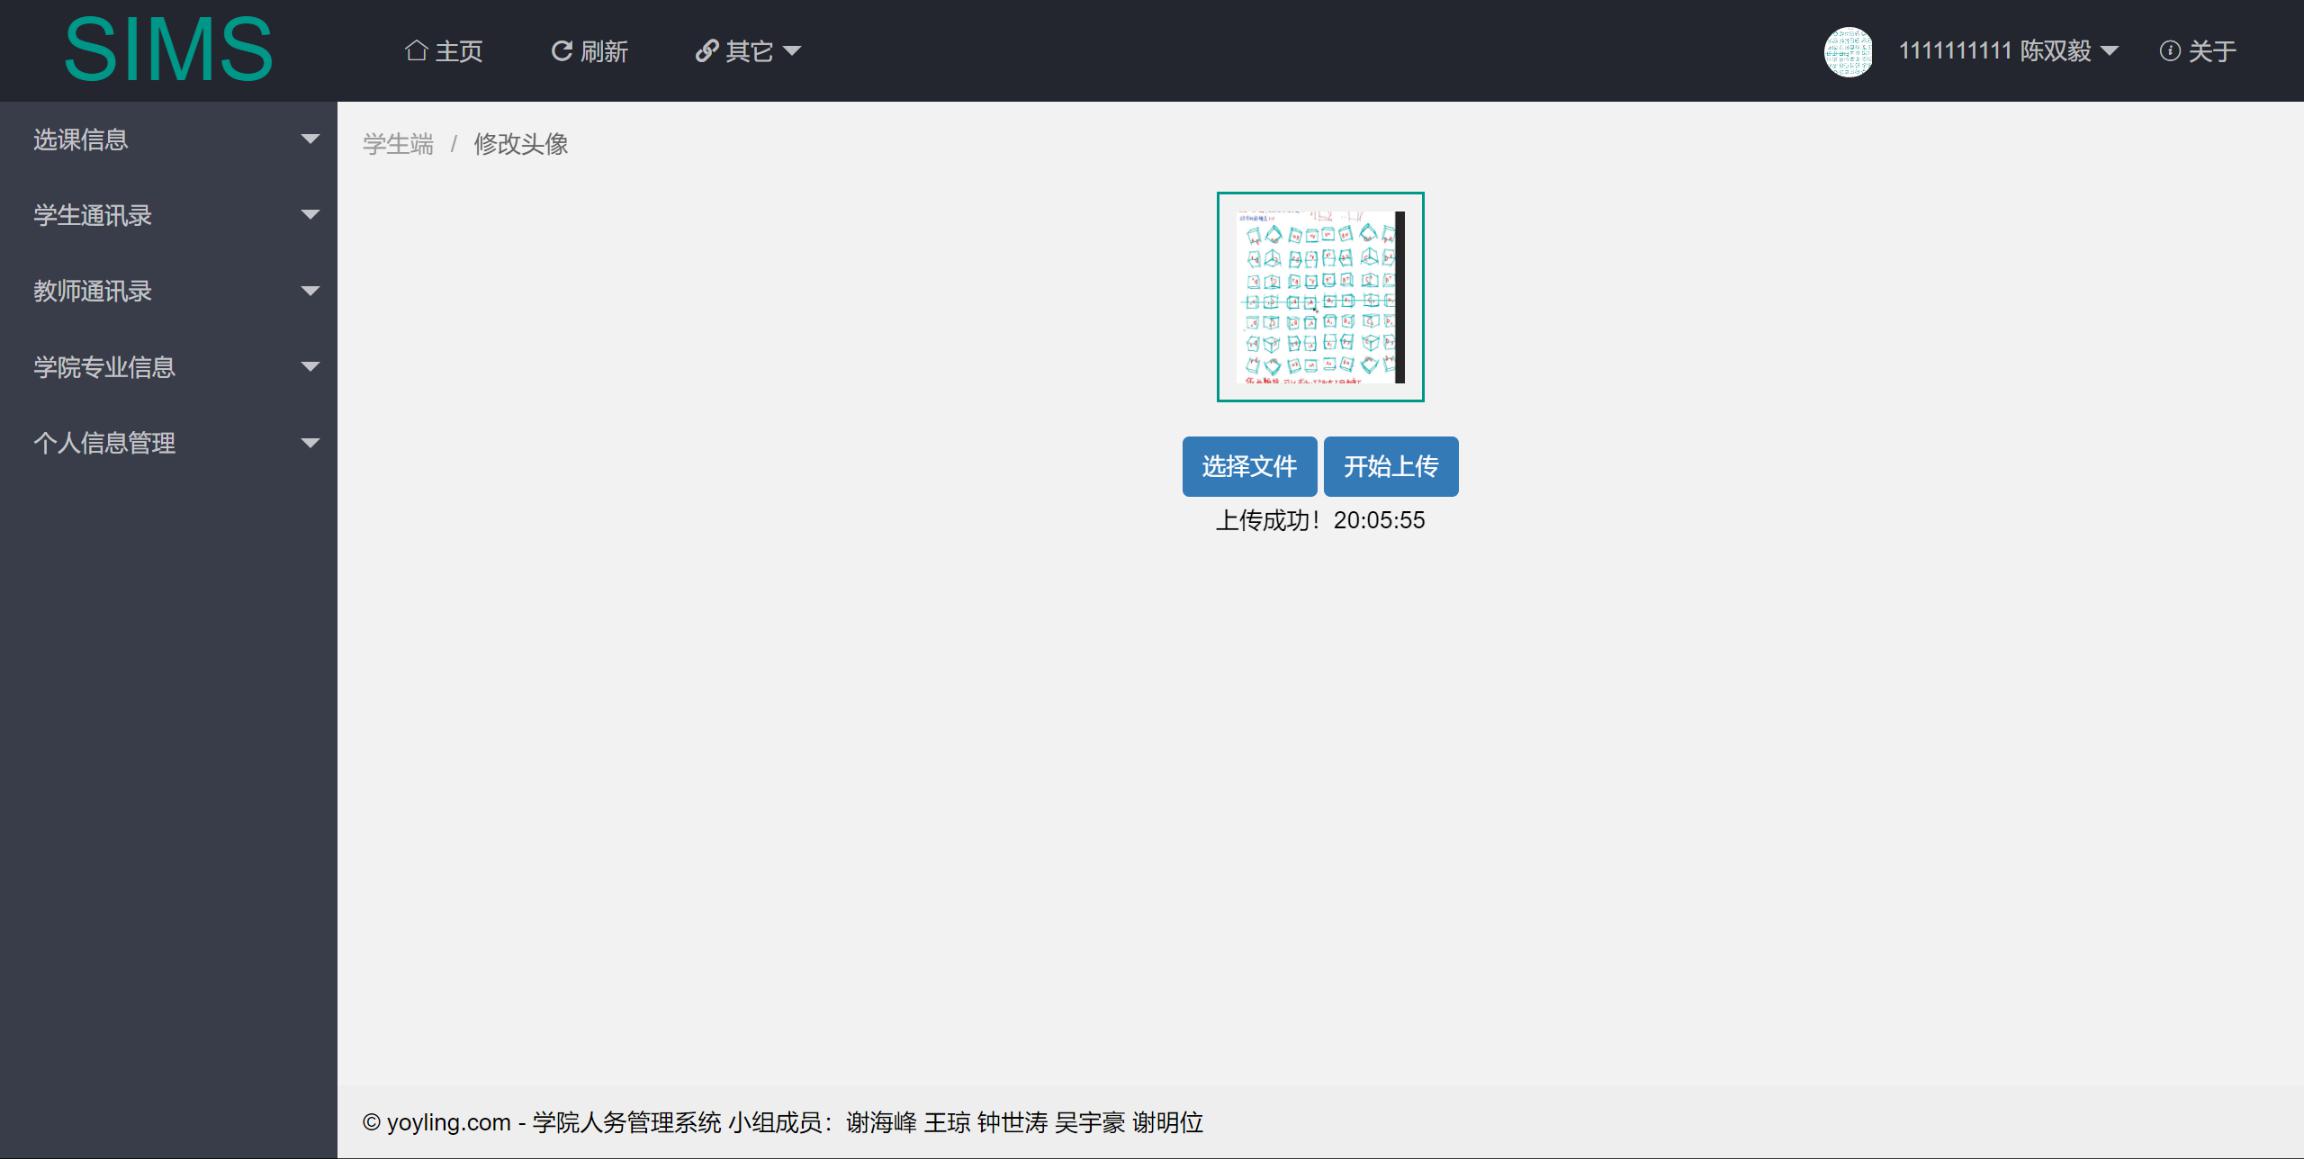 SIMS
主页
刷新
其它
1111111111 陈双毅
关于
选课信息
学生通讯录
教师通讯录
学院专业信息
个人信息管理
学生端 / 修改头像
选择文件
开始上传
上传成功！20:05:55
© yoyling.com - 学院人务管理系统 小组成员：谢海峰 王琼 钟世涛 吴宇豪 谢明位